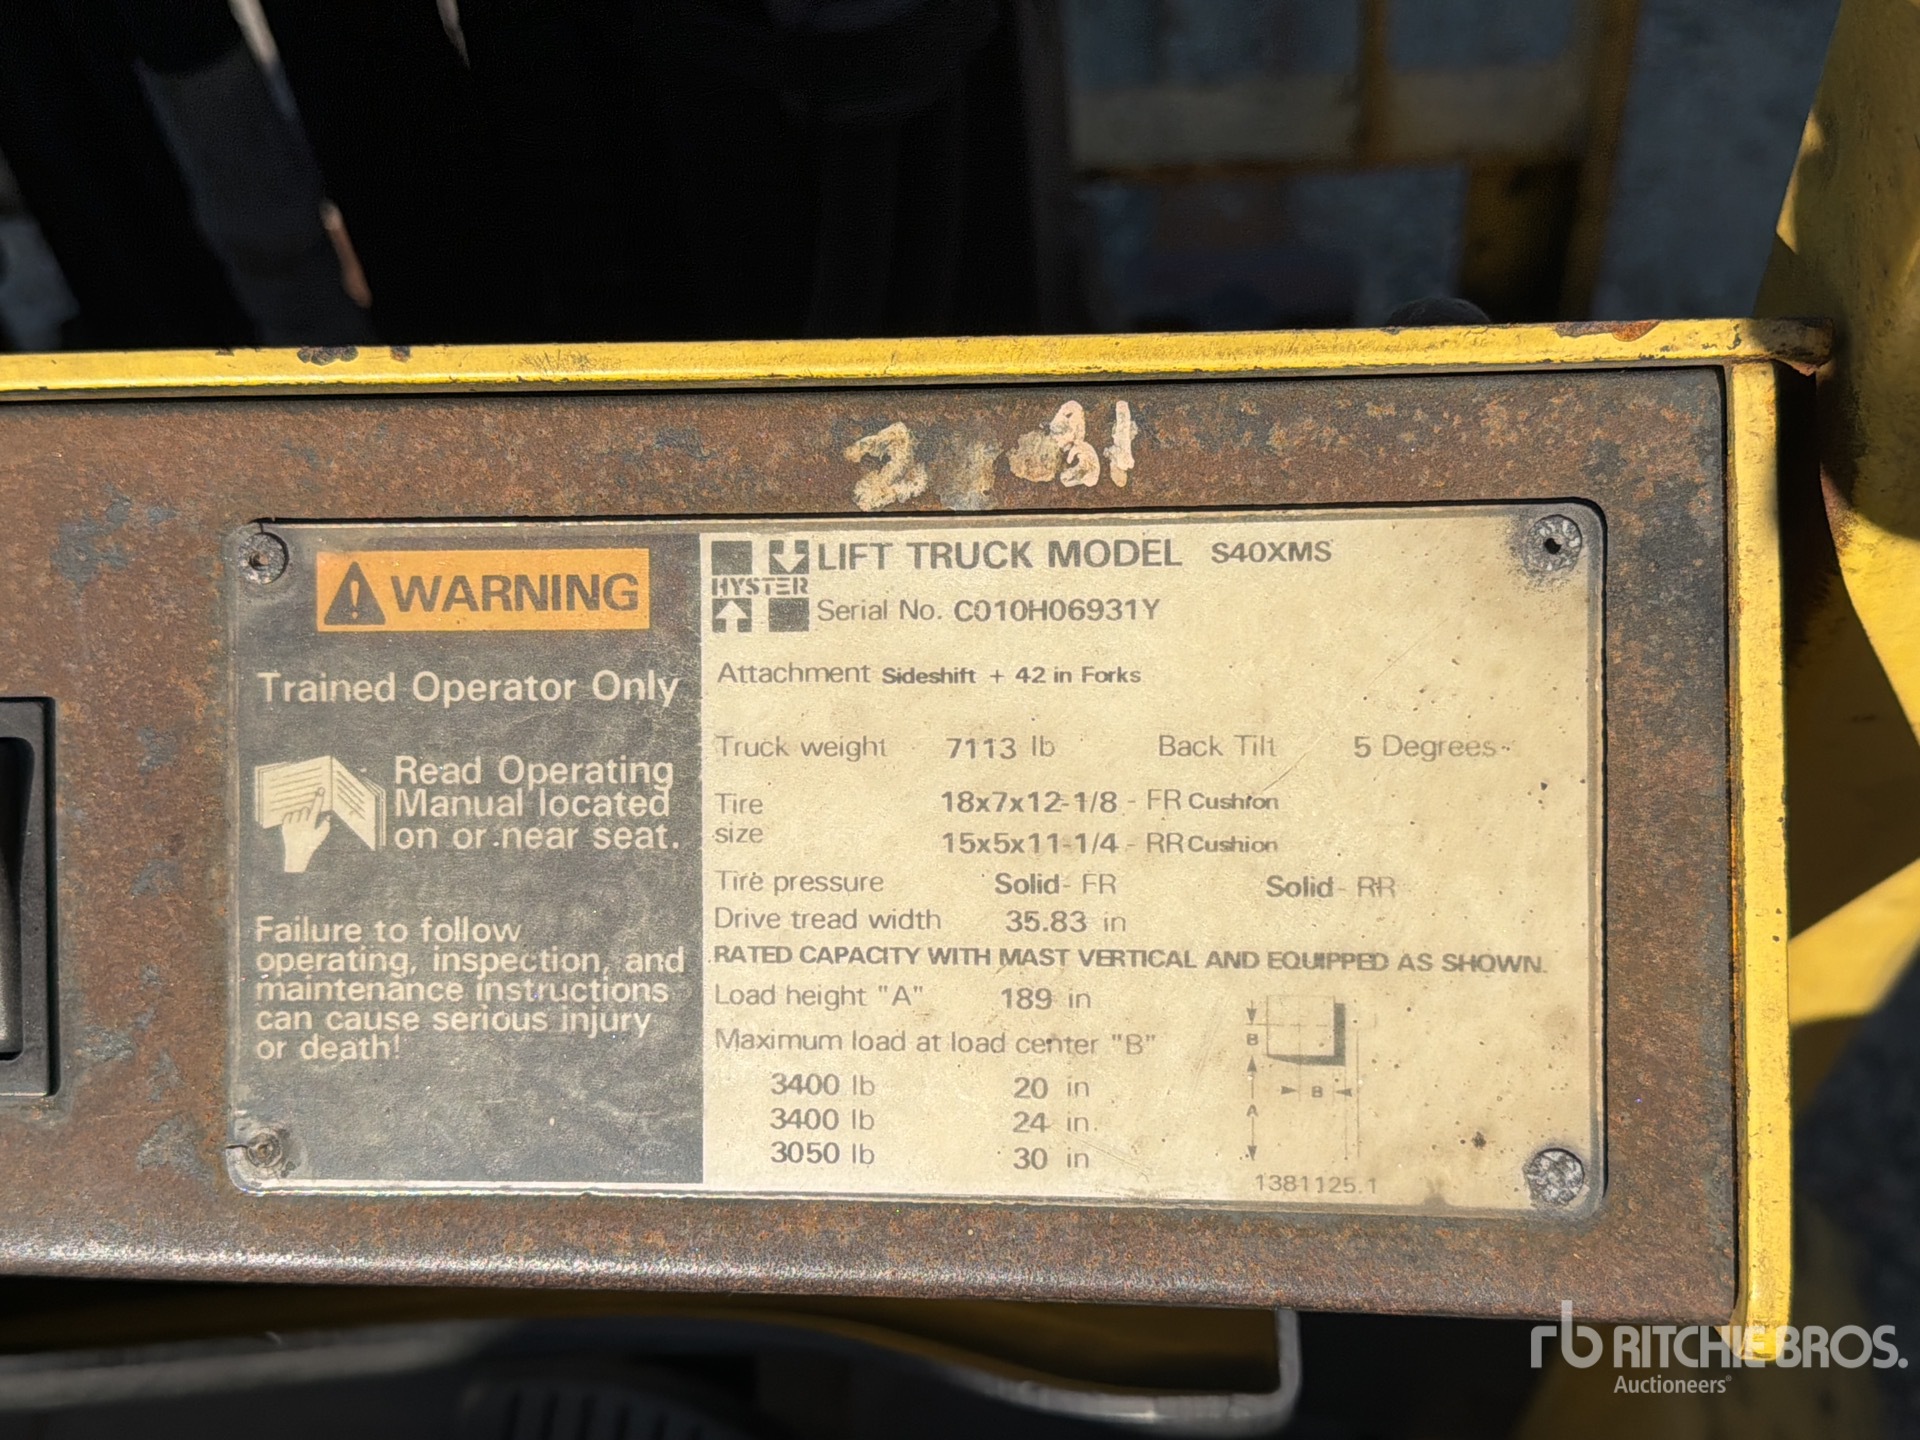 WARNING
Trained Operator Only
Read Operating
Manual located
on or near seat.
Failure to follow
operating, inspection, and
maintenance instructions
can cause serious injury
or death!
HYSTER
LIFT TRUCK MODEL S40XMS
Serial No. C010H06931Y
Attachment Sideshift + 42 in Forks
Truck weight 7113 lb Back Tilt 5 Degrees
Tire size
18x7x12-1/8 - FR Cushion
15x5x11-1/4 - RR Cushion
Tire pressure Solid - FR Solid - RR
Drive tread width 35.83 in
RATED CAPACITY WITH MAST VERTICAL AND EQUIPPED AS SHOWN.
Load height "A" 189 in
Maximum load at load center "B"
3400 lb 20 in
3400 lb 24 in.
3050 lb 30 in
B
B
A
1381125.1
rb RITCHIE BROS.
Auctioneers